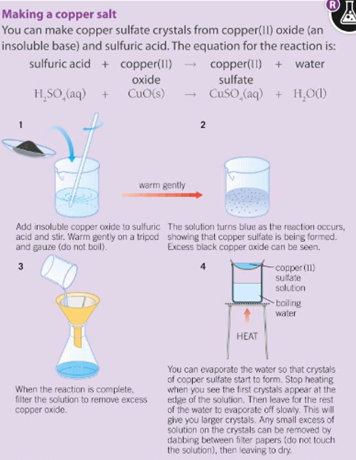 R
Making a copper salt
You can make copper sulfate crystals from copper(II) oxide (an
insoluble base) and sulfuric acid. The equation for the reaction is:
sulfuric acid + copper(II) → copper(II) + water
oxide sulfate
H₂SO₄(aq) + CuO(s) → CuSO₄(aq) + H₂O(l)
1
2
warm gently
Add insoluble copper oxide to sulfuric
acid and stir. Warm gently on a tripod
and gauze (do not boil).
The solution turns blue as the reaction occurs,
showing that copper sulfate is being formed.
Excess black copper oxide can be seen.
3
When the reaction is complete,
filter the solution to remove excess
copper oxide.
4
copper(II)
sulfate
solution
boiling
water
HEAT
You can evaporate the water so that crystals
of copper sulfate start to form. Stop heating
when you see the first crystals appear at the
edge of the solution. Then leave for the rest
of the water to evaporate off slowly. This will
give you larger crystals. Any small excess of
solution on the crystals can be removed by
dabbing between filter papers (do not touch
the solution), then leaving to dry.